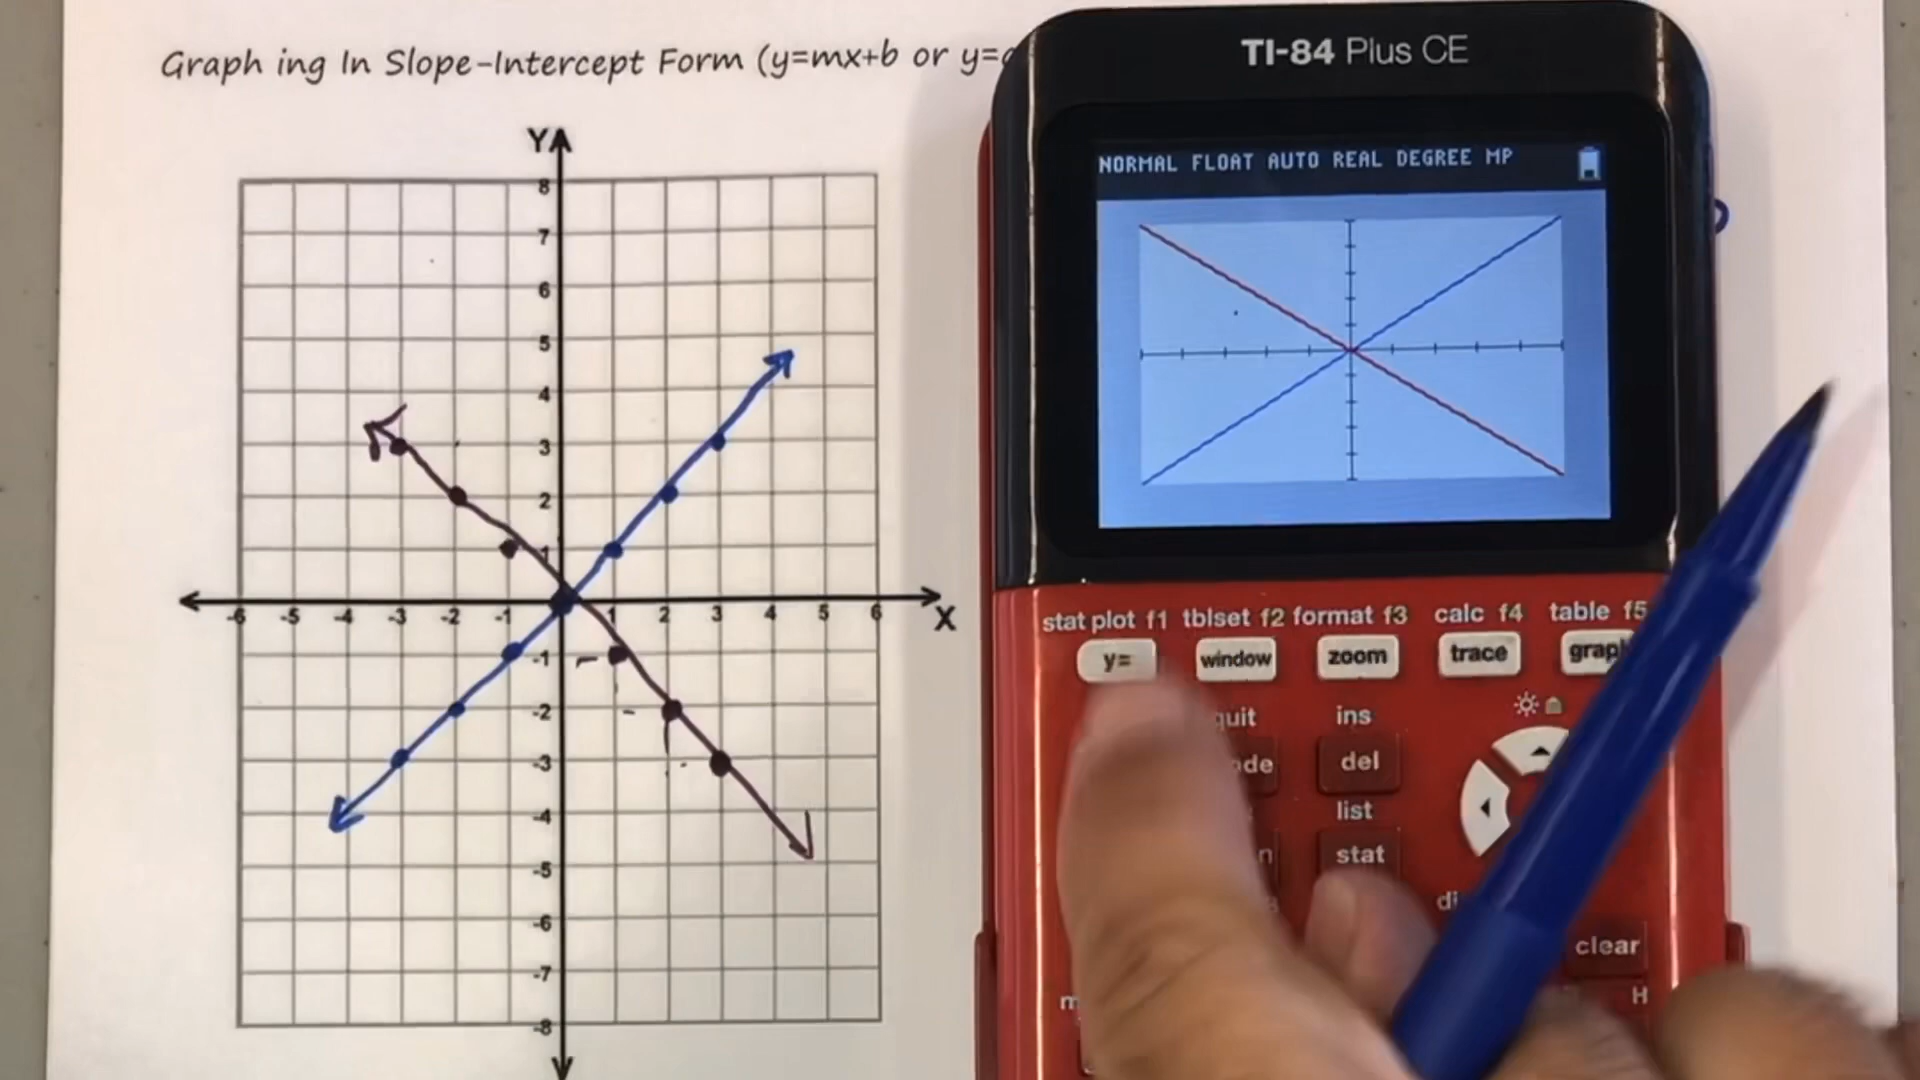 Graph ing In Slope-Intercept Form (y=mx+b or y=
Y
8
7
6
5
4
3
2
1
-6 -5 -4 -3 -2 -1 1 2 3 4 5 6 X
-1
-2
-3
-4
-5
-6
-7
-8
TI-84 Plus CE
NORMAL FLOAT AUTO REAL DEGREE MP
stat plot f1 tblset f2 format f3 calc f4 table f5
y= window zoom trace
quit ins
del
list
stat
clear
H